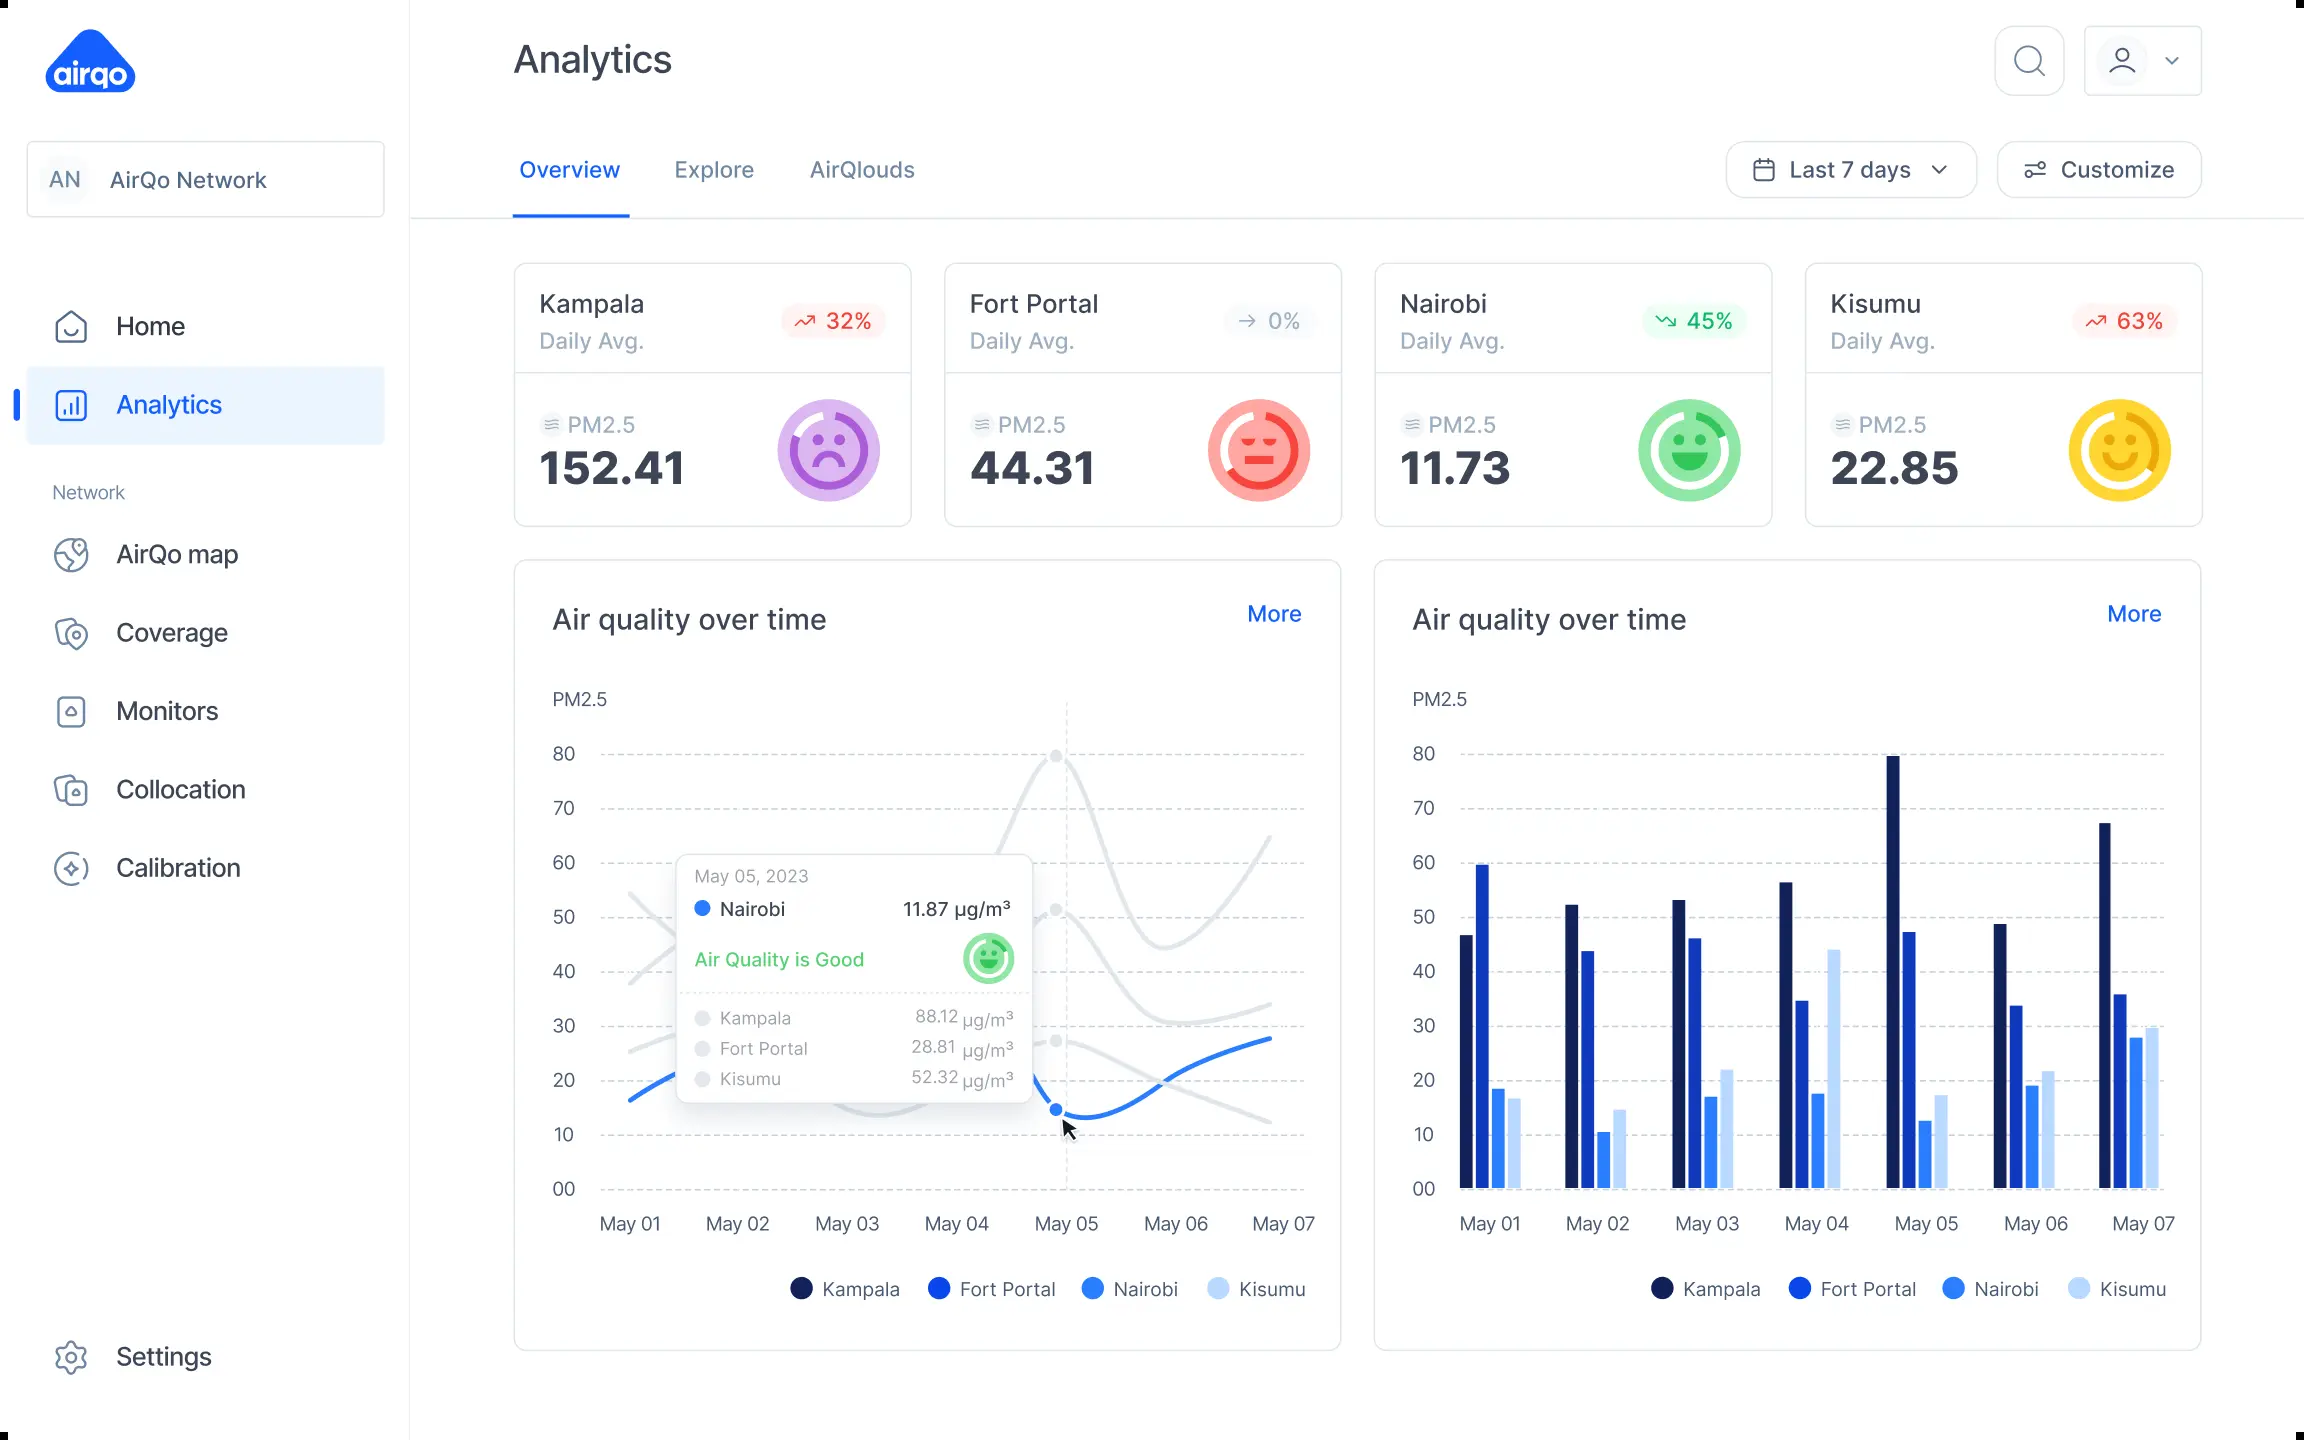 airqo
AN AirQo Network
Home
Analytics
Network
AirQo map
Coverage
Monitors
Collocation
Calibration
Settings
Analytics
Overview Explore AirQlouds
Last 7 days Customize
Kampala
Daily Avg.
32%
PM2.5
152.41
Fort Portal
Daily Avg.
0%
PM2.5
44.31
Nairobi
Daily Avg.
45%
PM2.5
11.73
Kisumu
Daily Avg.
63%
PM2.5
22.85
Air quality over time More
PM2.5
80
70
60
50
40
30
20
10
00
May 05, 2023
Nairobi 11.87 µg/m³
Air Quality is Good
Kampala 88.12 µg/m³
Fort Portal 28.81 µg/m³
Kisumu 52.32 µg/m³
May 01 May 02 May 03 May 04 May 05 May 06 May 07
Kampala Fort Portal Nairobi Kisumu
Air quality over time More
PM2.5
80
70
60
50
40
30
20
10
00
May 01 May 02 May 03 May 04 May 05 May 06 May 07
Kampala Fort Portal Nairobi Kisumu